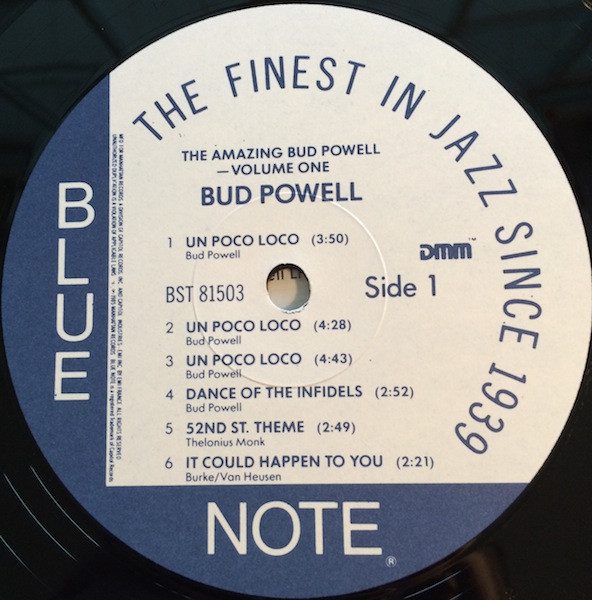 THE FINEST IN JAZZ SINCE 1939
THE AMAZING BUD POWELL
—VOLUME ONE
BUD POWELL
1 UN POCO LOCO (3:50)
Bud Powell
DMM™
BST 81503
Side 1
2 UN POCO LOCO (4:28)
Bud Powell
3 UN POCO LOCO (4:43)
Bud Powell
4 DANCE OF THE INFIDELS (2:52)
Bud Powell
5 52ND ST. THEME (2:49)
Thelonius Monk
6 IT COULD HAPPEN TO YOU (2:21)
Burke/Van Heusen
BLUE
NOTE®